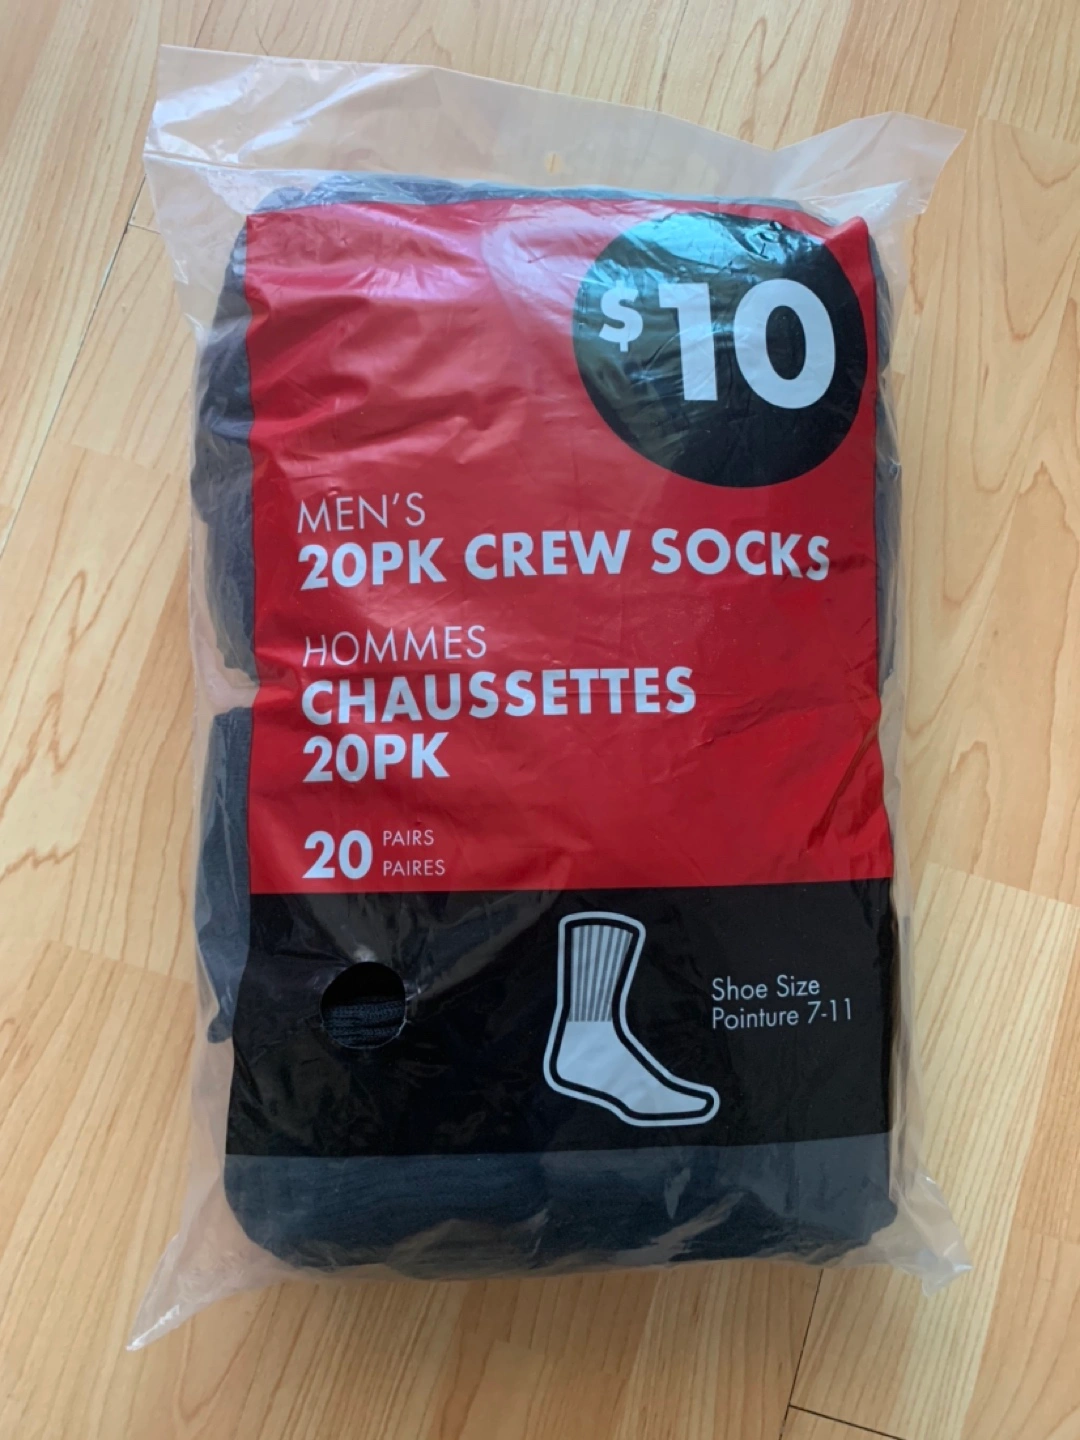 $10
MEN'S
20PK CREW SOCKS
HOMMES
CHAUSSETTES
20PK
20 PAIRS
PAIRES
Shoe Size
Pointure 7-11